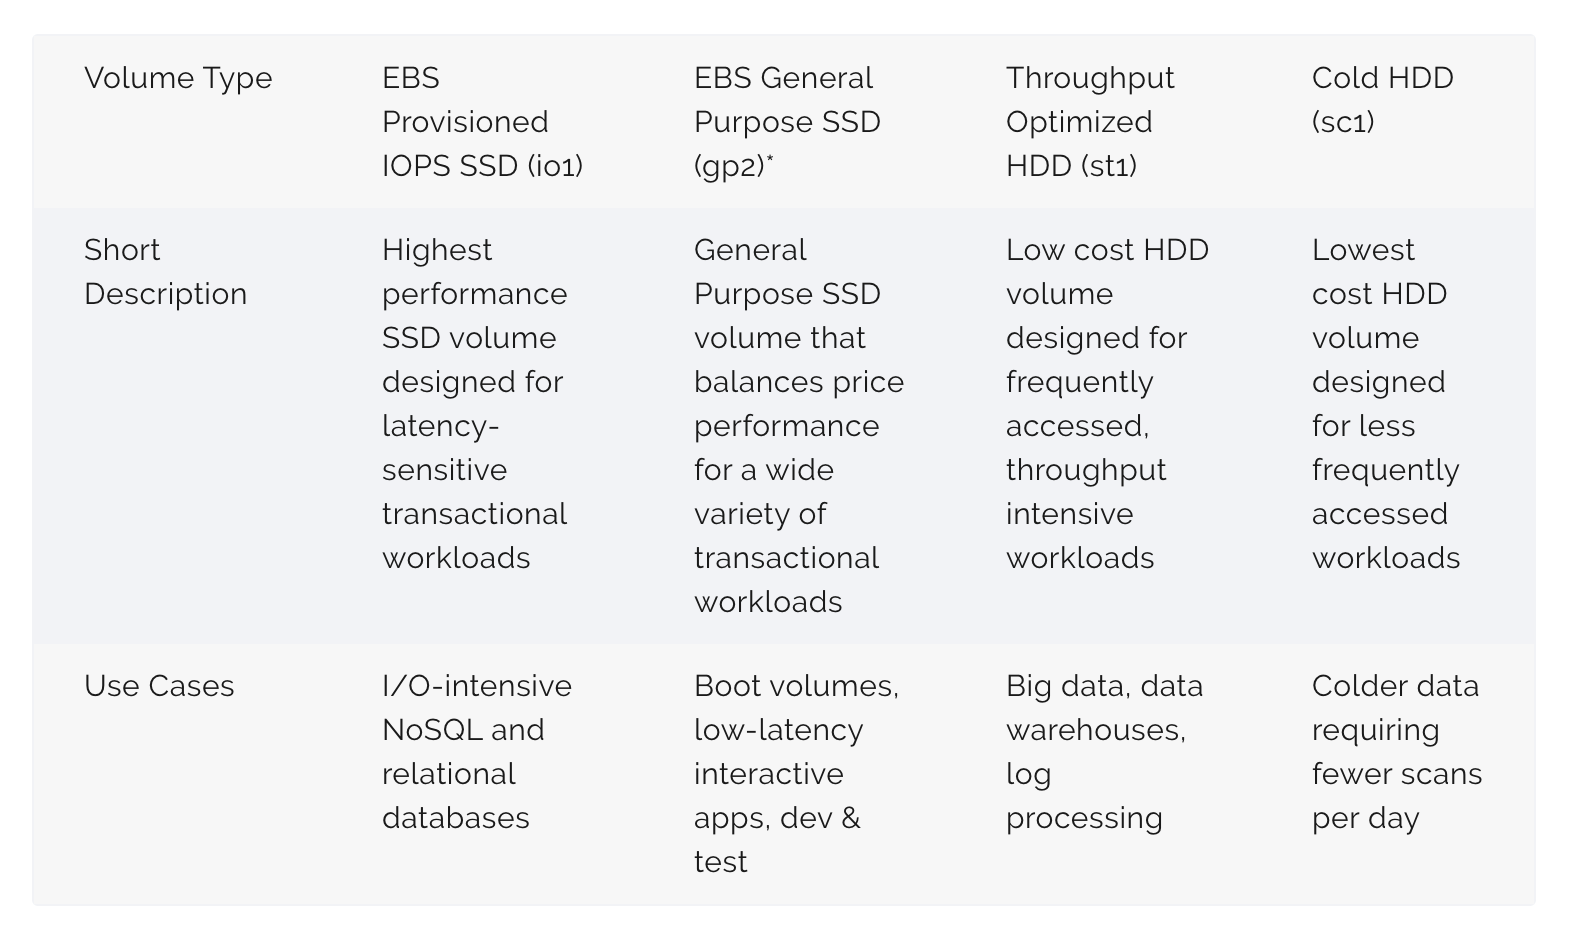 Volume Type
EBS
Provisioned
IOPS SSD (io1)
EBS General
Purpose SSD
(gp2)*
Throughput
Optimized
HDD (st1)
Cold HDD
(sc1)
Short
Description
Highest
performance
SSD volume
designed for
latency-
sensitive
transactional
workloads
General
Purpose SSD
volume that
balances price
performance
for a wide
variety of
transactional
workloads
Low cost HDD
volume
designed for
frequently
accessed,
throughput
intensive
workloads
Lowest
cost HDD
volume
designed
for less
frequently
accessed
workloads
Use Cases
I/O-intensive
NoSQL and
relational
databases
Boot volumes,
low-latency
interactive
apps, dev &
test
Big data, data
warehouses,
log
processing
Colder data
requiring
fewer scans
per day